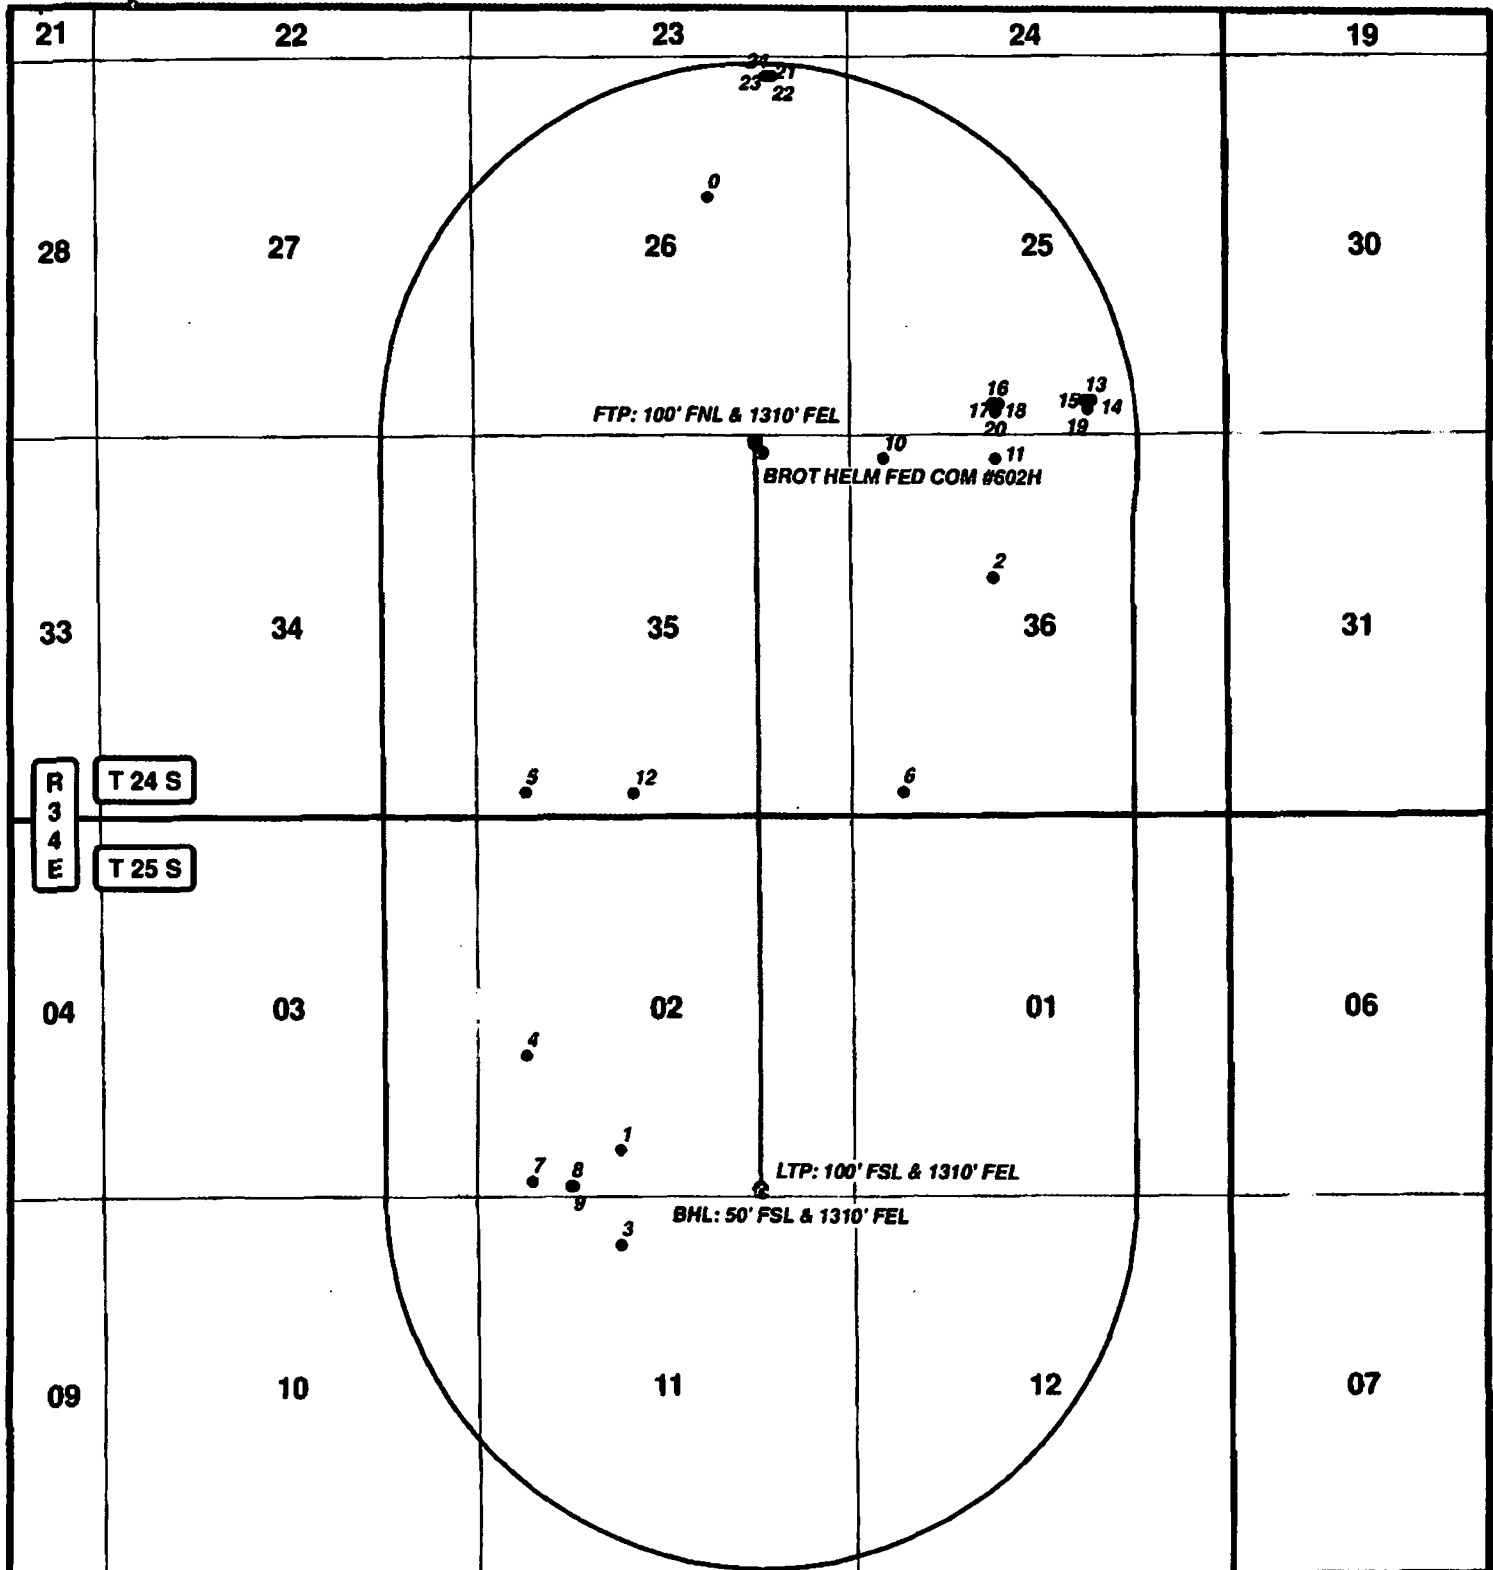 21 22 23 24 19
24 21
23 22
0
28 27 26 25 30
16 13
15 14
17 18
20 19
FTP: 100' FNL & 1310' FEL
10 11
BROT HELM FED COM #602H
2
33 34 35 36 31
5 12 6
R
3
4
E
T 24 S
T 25 S
04 03 02 01 06
4
1
7 8
9
LTP: 100' FSL & 1310' FEL
BHL: 50' FSL & 1310' FEL
3
09 10 11 12 07